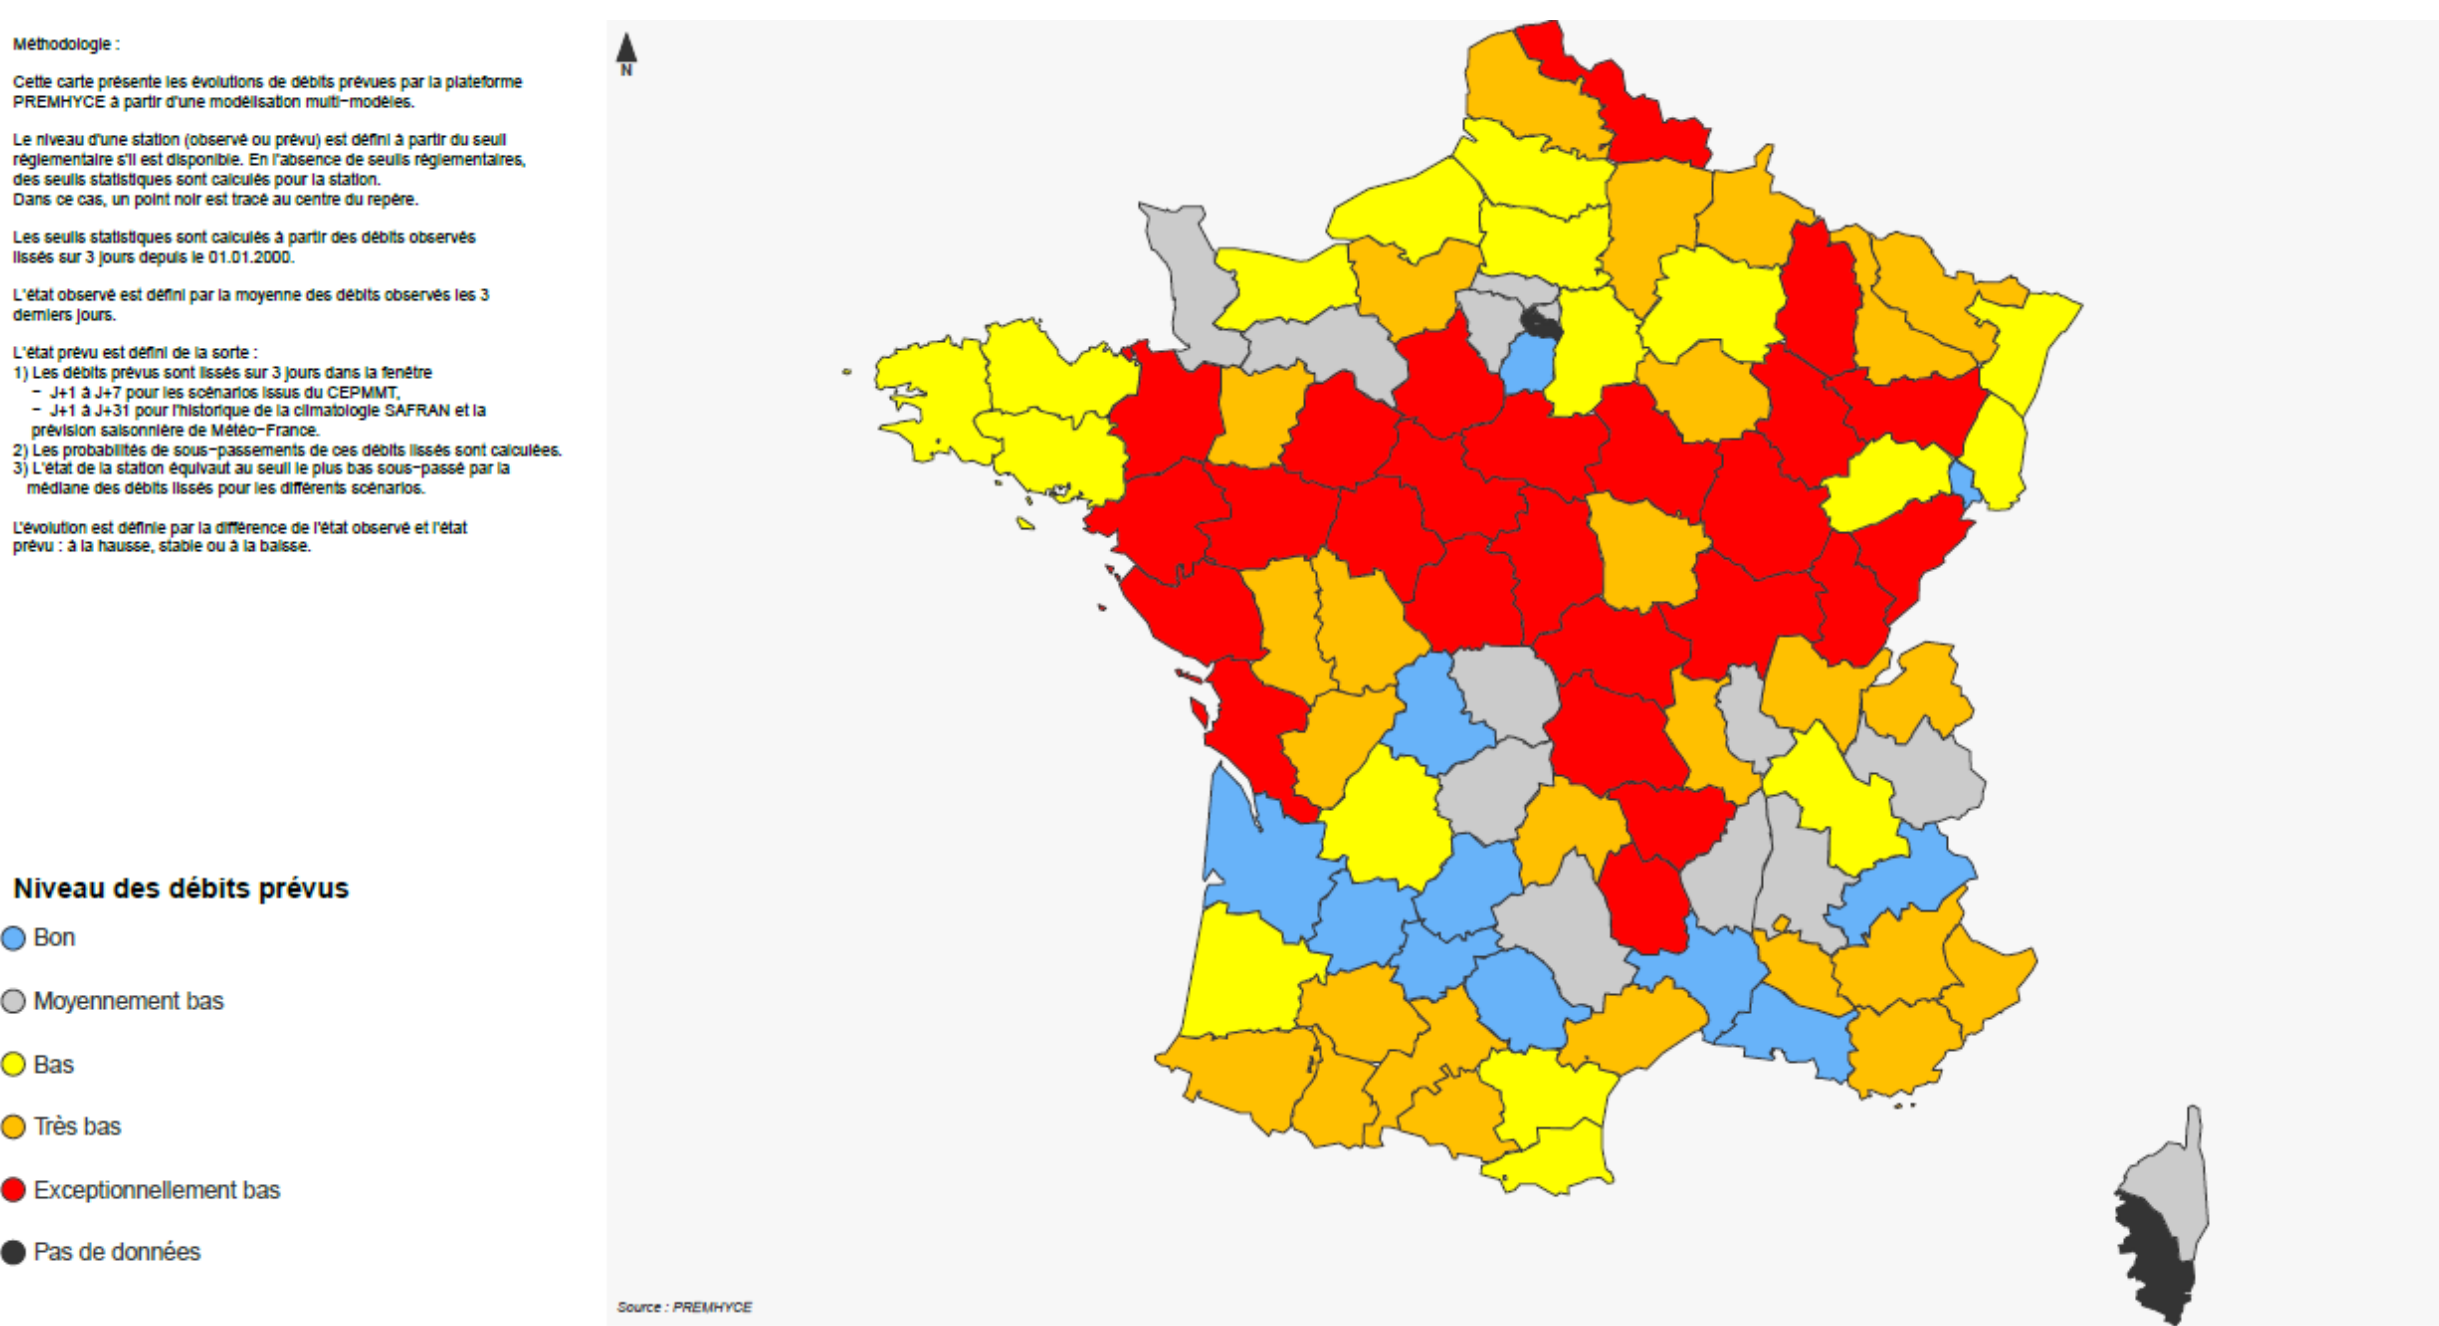 Méthodologie :
Cette carte présente les évolutions de débits prévues par la plateforme
PREMHYCE à partir d'une modélisation multi-modèles.
Le niveau d'une station (observé ou prévu) est défini à partir du seuil
réglementaire s'il est disponible. En l'absence de seuils réglementaires,
des seuils statistiques sont calculés pour la station.
Dans ce cas, un point noir est tracé au centre du repère.
Les seuils statistiques sont calculés à partir des débits observés
lissés sur 3 jours depuis le 01.01.2000.
L'état observé est défini par la moyenne des débits observés les 3
derniers jours.
L'état prévu est défini de la sorte :
1) Les débits prévus sont lissés sur 3 jours dans la fenêtre
- J+1 à J+7 pour les scénarios issus du CEPMMT,
- J+1 à J+31 pour l'historique de la climatologie SAFRAN et la
prévision saisonnière de Météo-France.
2) Les probabilités de sous-passements de ces débits lissés sont calculées.
3) L'état de la station équivaut au seuil le plus bas sous-passé par la
médiane des débits lissés pour les différents scénarios.
L'évolution est définie par la différence de l'état observé et l'état
prévu : à la hausse, stable ou à la baisse.
N
Niveau des débits prévus
Bon
Moyennement bas
Bas
Très bas
Exceptionnellement bas
Pas de données
Source : PREMHYCE